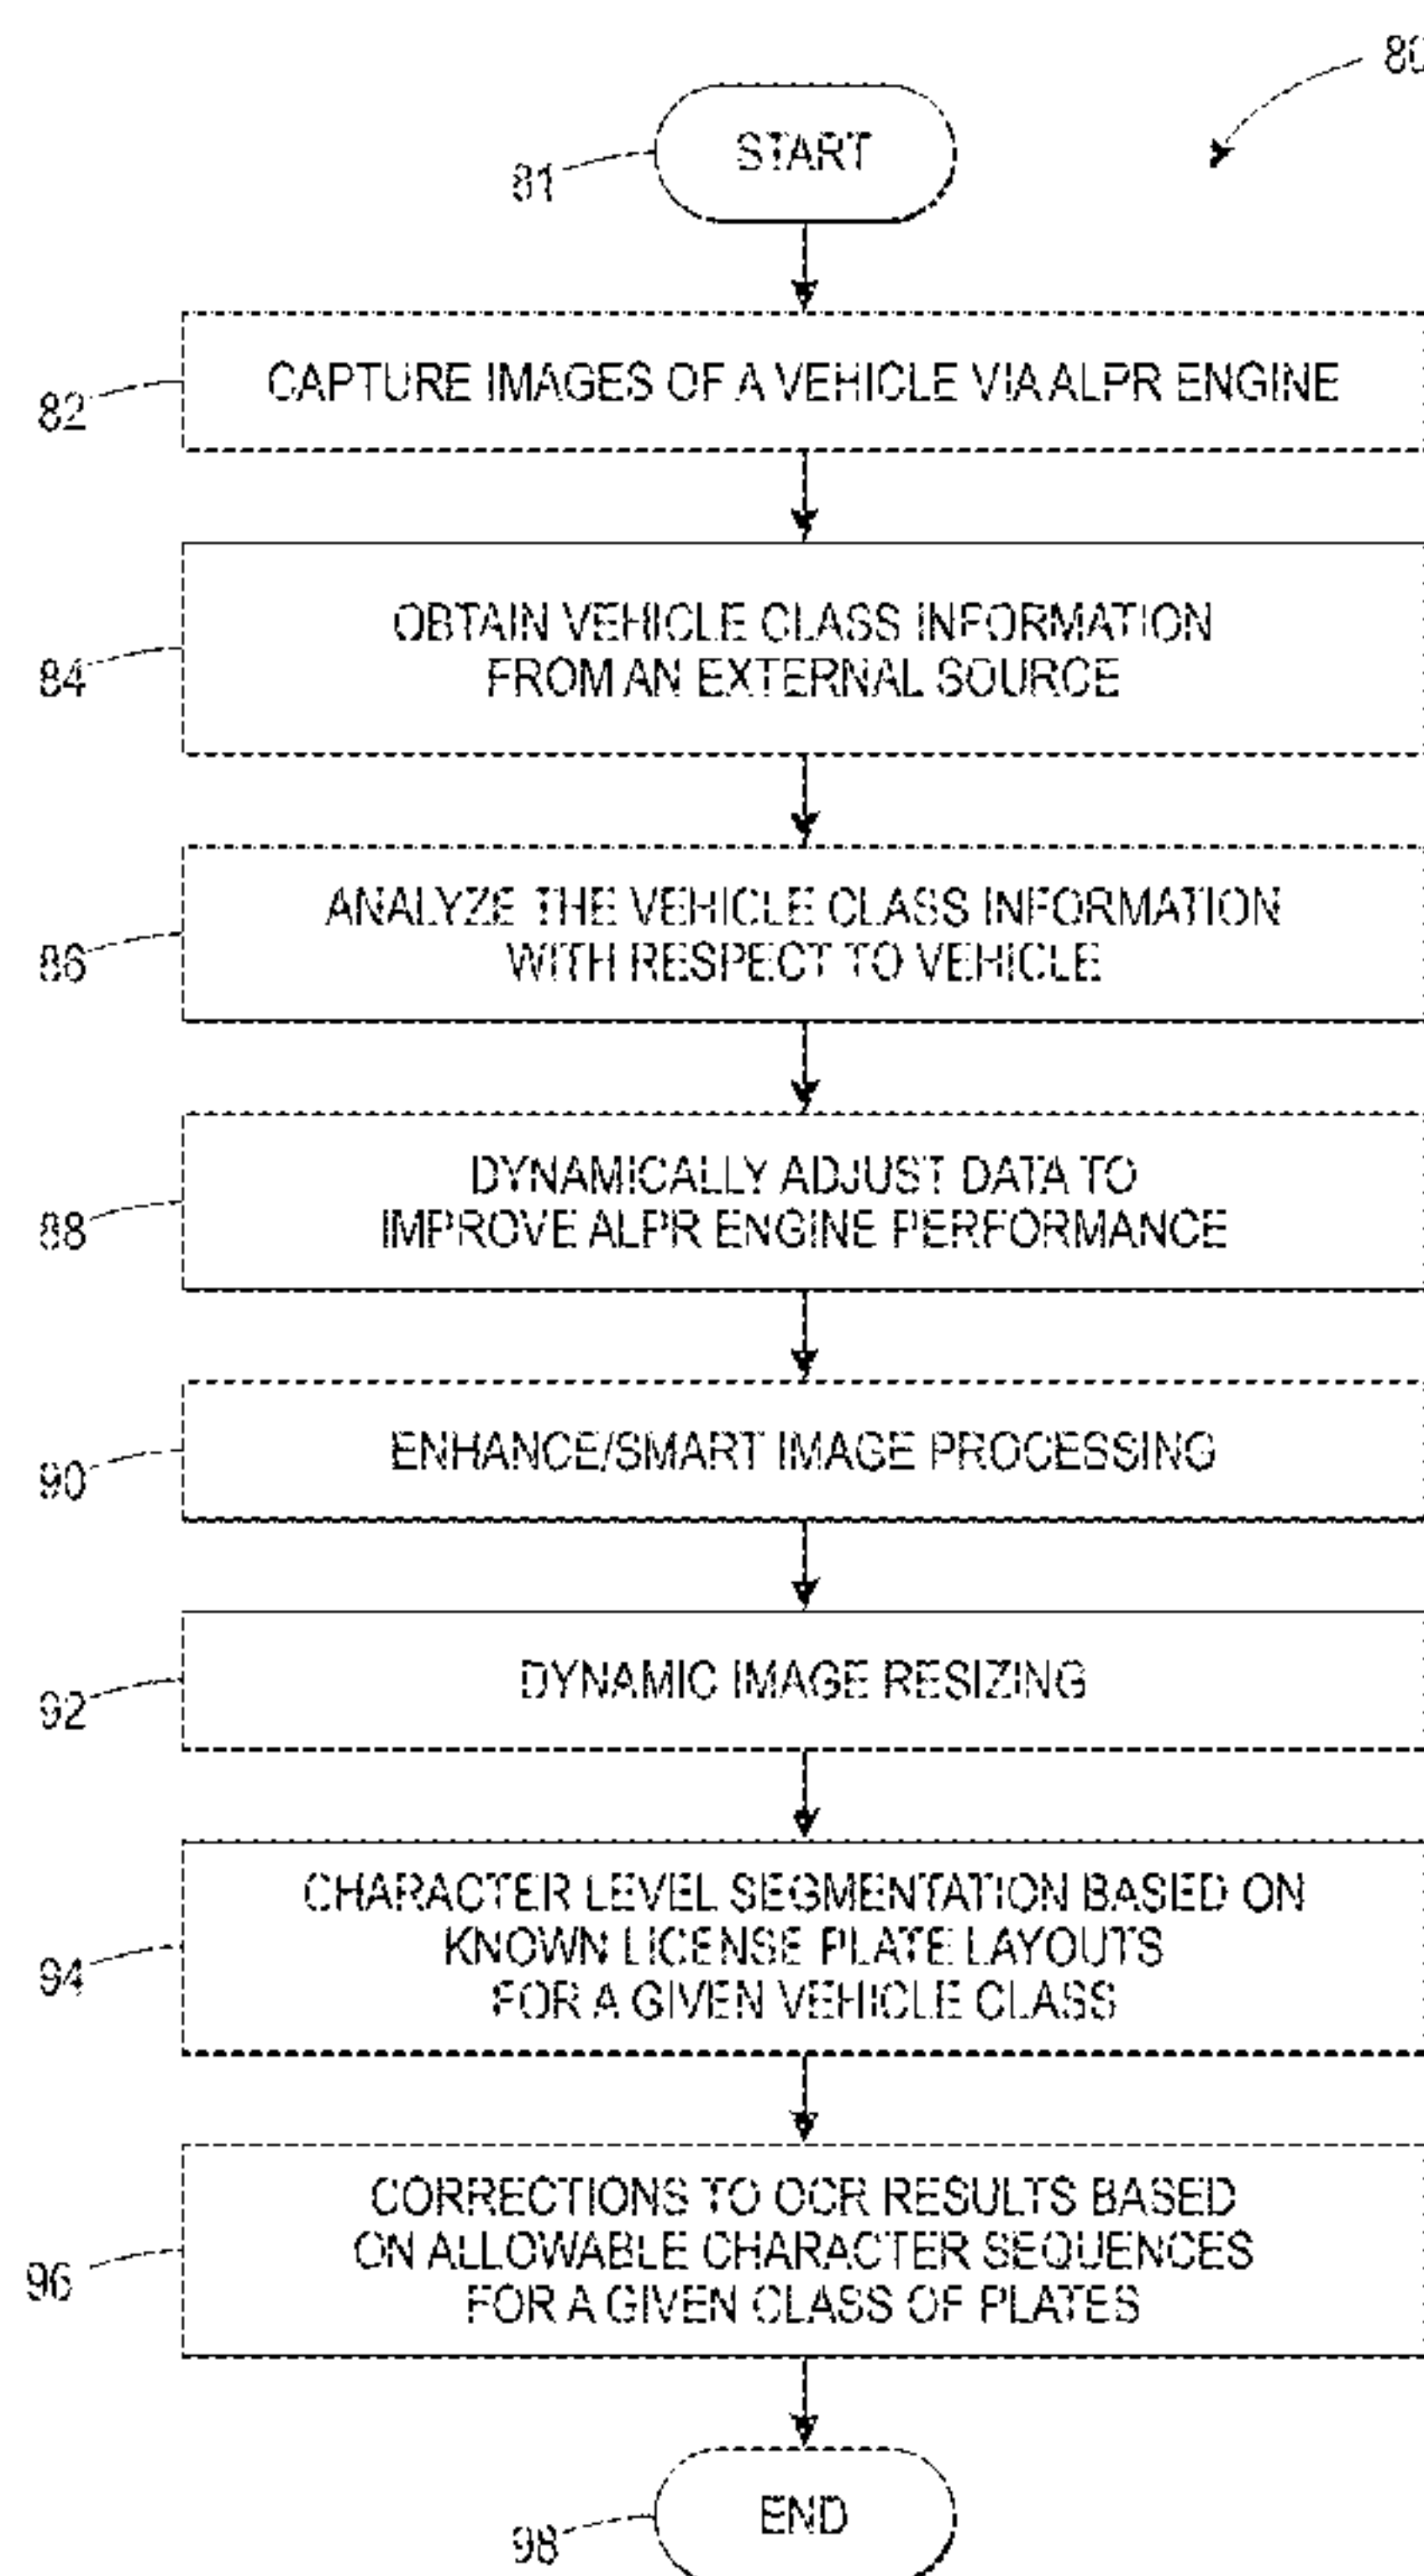 80
START
81
CAPTURE IMAGES OF A VEHICLE VIA ALPR ENGINE
82
OBTAIN VEHICLE CLASS INFORMATION
FROM AN EXTERNAL SOURCE
84
ANALYZE THE VEHICLE CLASS INFORMATION
WITH RESPECT TO VEHICLE
86
DYNAMICALLY ADJUST DATA TO
IMPROVE ALPR ENGINE PERFORMANCE
88
ENHANCE/SMART IMAGE PROCESSING
90
DYNAMIC IMAGE RESIZING
92
CHARACTER LEVEL SEGMENTATION BASED ON
KNOWN LICENSE PLATE LAYOUTS
FOR A GIVEN VEHICLE CLASS
94
CORRECTIONS TO OCR RESULTS BASED
ON ALLOWABLE CHARACTER SEQUENCES
FOR A GIVEN CLASS OF PLATES
96
END
98